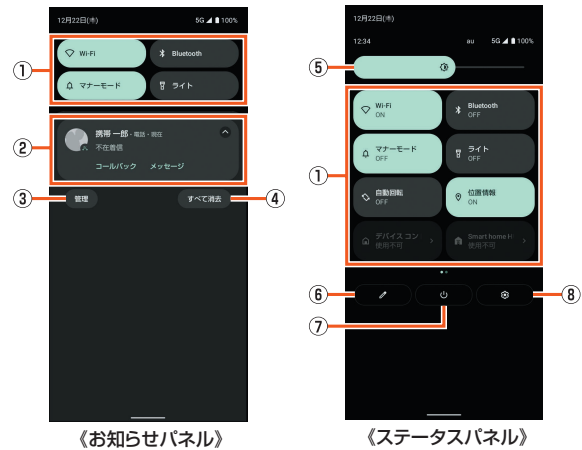 12月22日(木) 5G 100%
① Wi-Fi Bluetooth
マナーモード ライト
② 携帯 一郎・電話・現在
不在着信
コールバック メッセージ
③ 管理 すべて消去 ④
《お知らせパネル》
12月22日(木)
12:34 au 5G 100%
⑤
① Wi-Fi ON Bluetooth OFF
マナーモード OFF ライト OFF
自動回転 OFF 位置情報 ON
デバイス コン 使用不可 Smart home H 使用不可
⑥ ⑦ ⑧
《ステータスパネル》